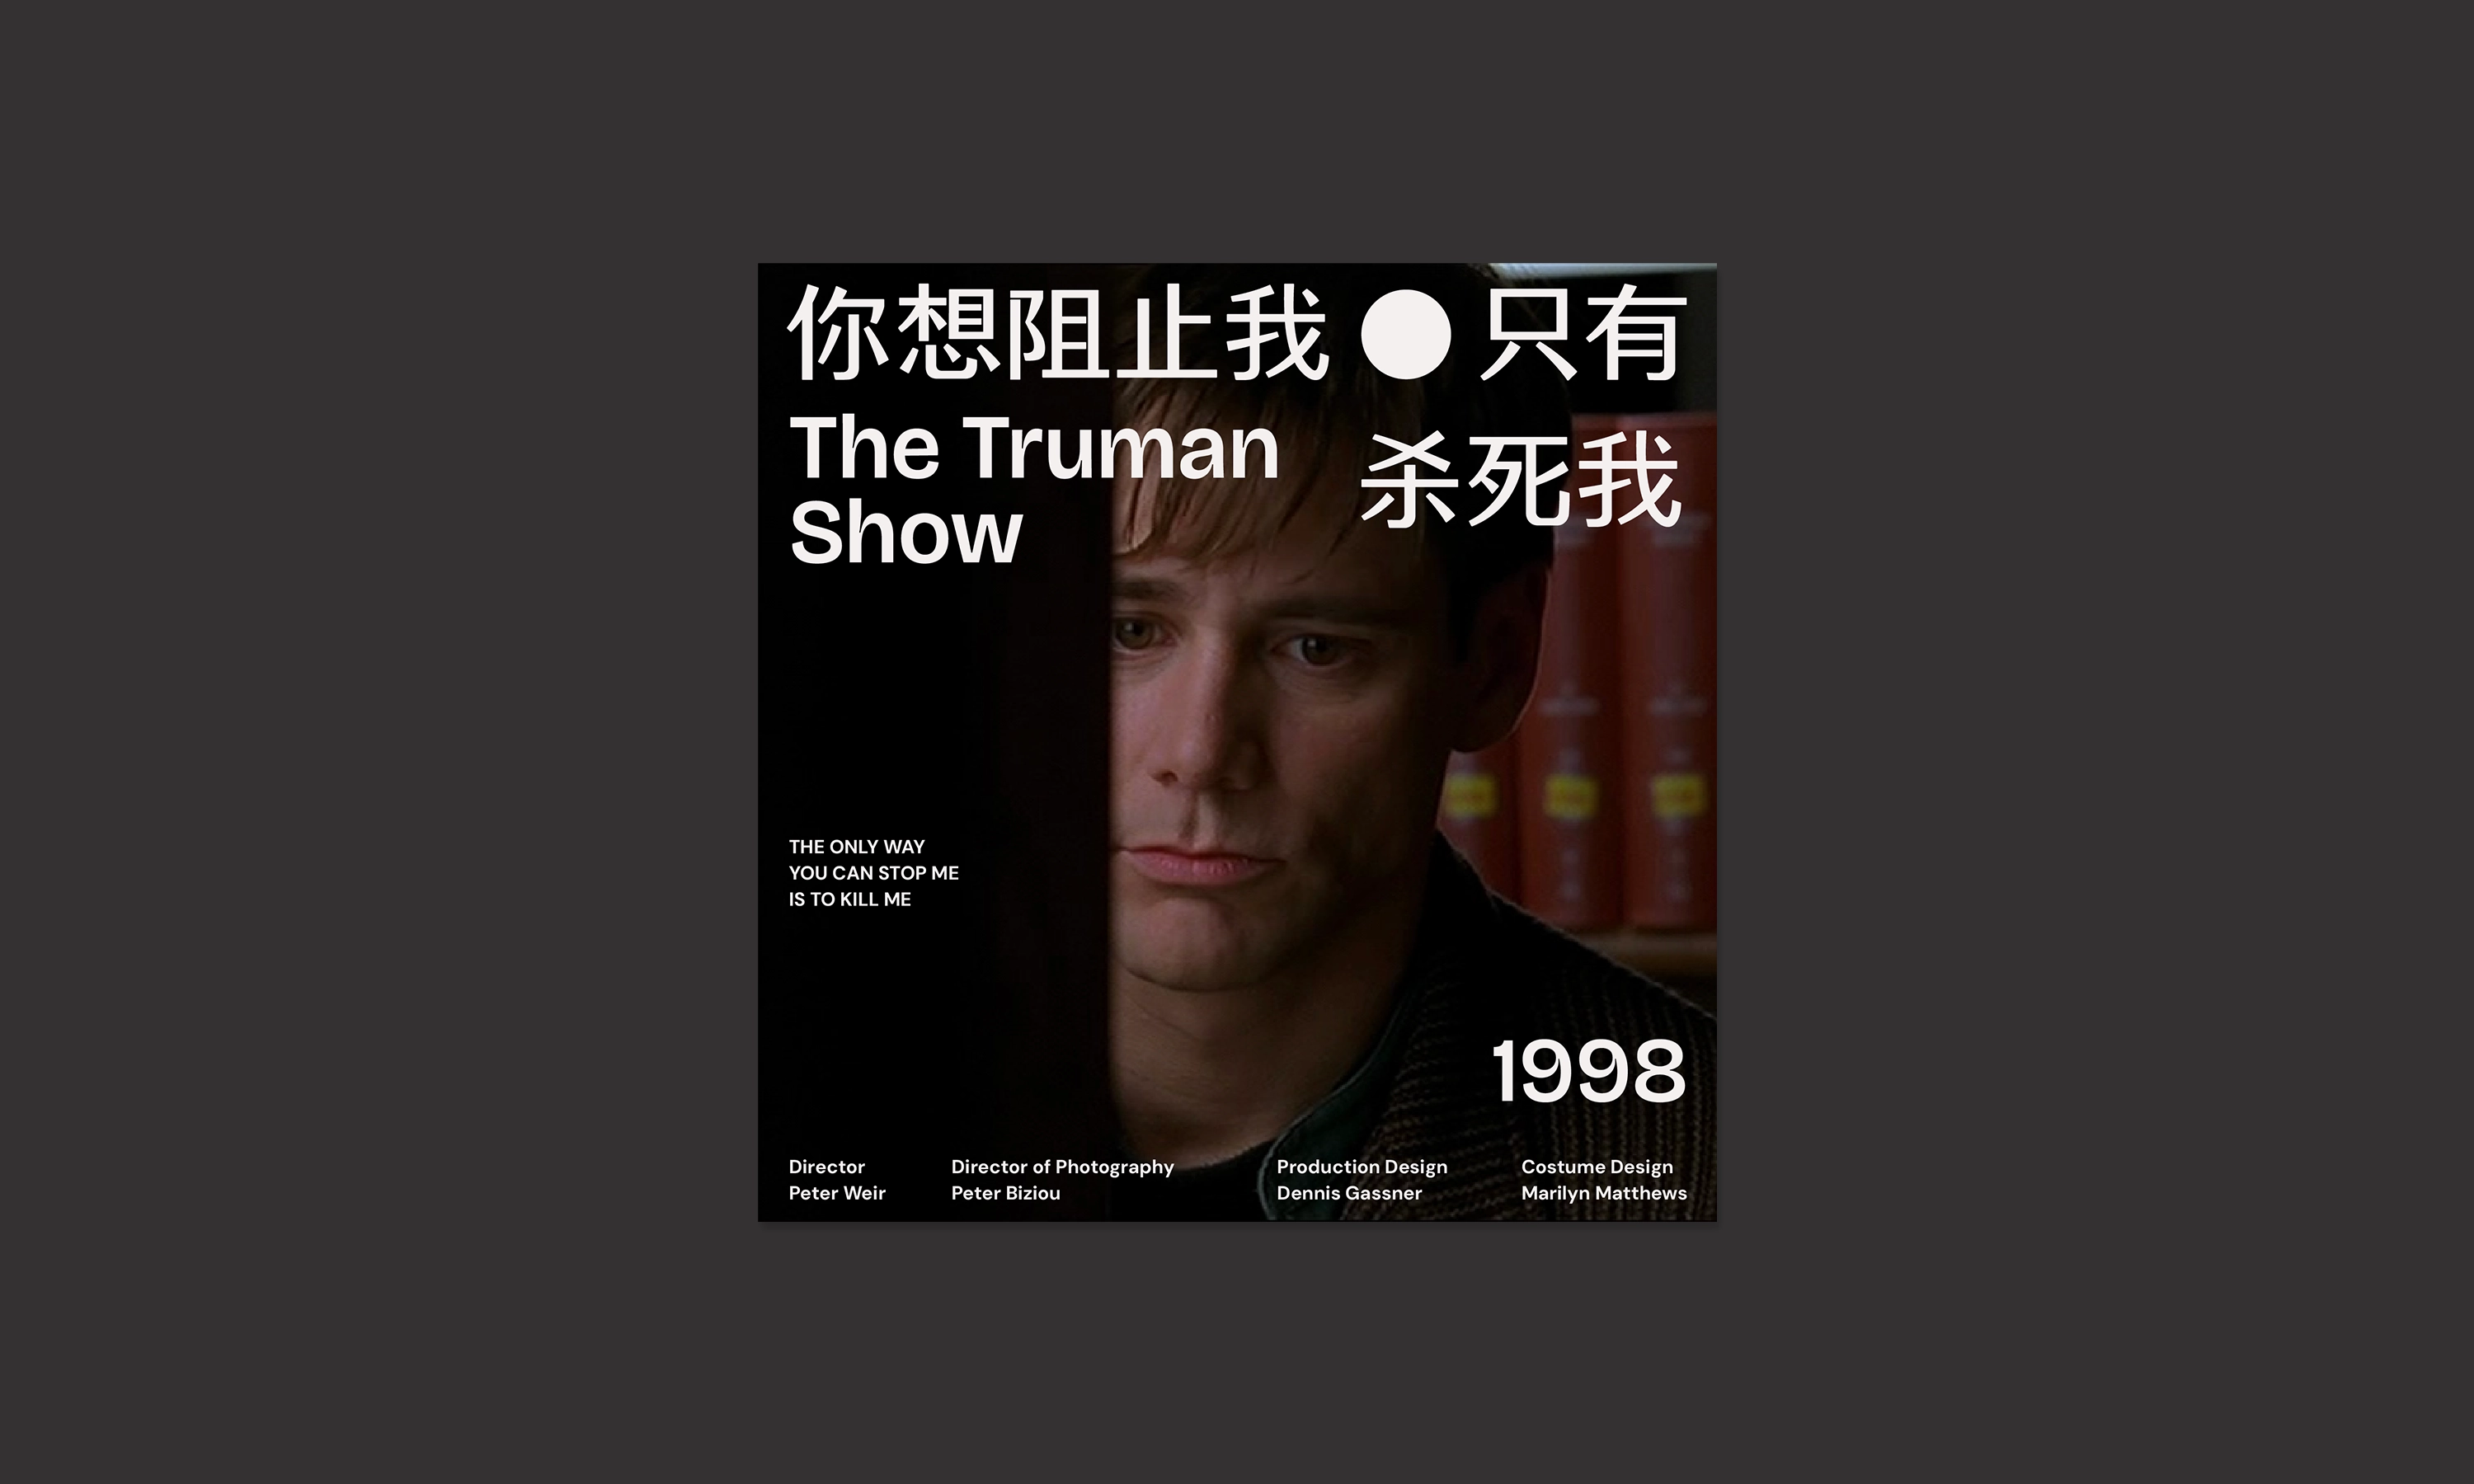 你想阻止我●只有
杀死我
The Truman
Show
THE ONLY WAY
YOU CAN STOP ME
IS TO KILL ME
1998
Director
Peter Weir
Director of Photography
Peter Biziou
Production Design
Dennis Gassner
Costume Design
Marilyn Matthews